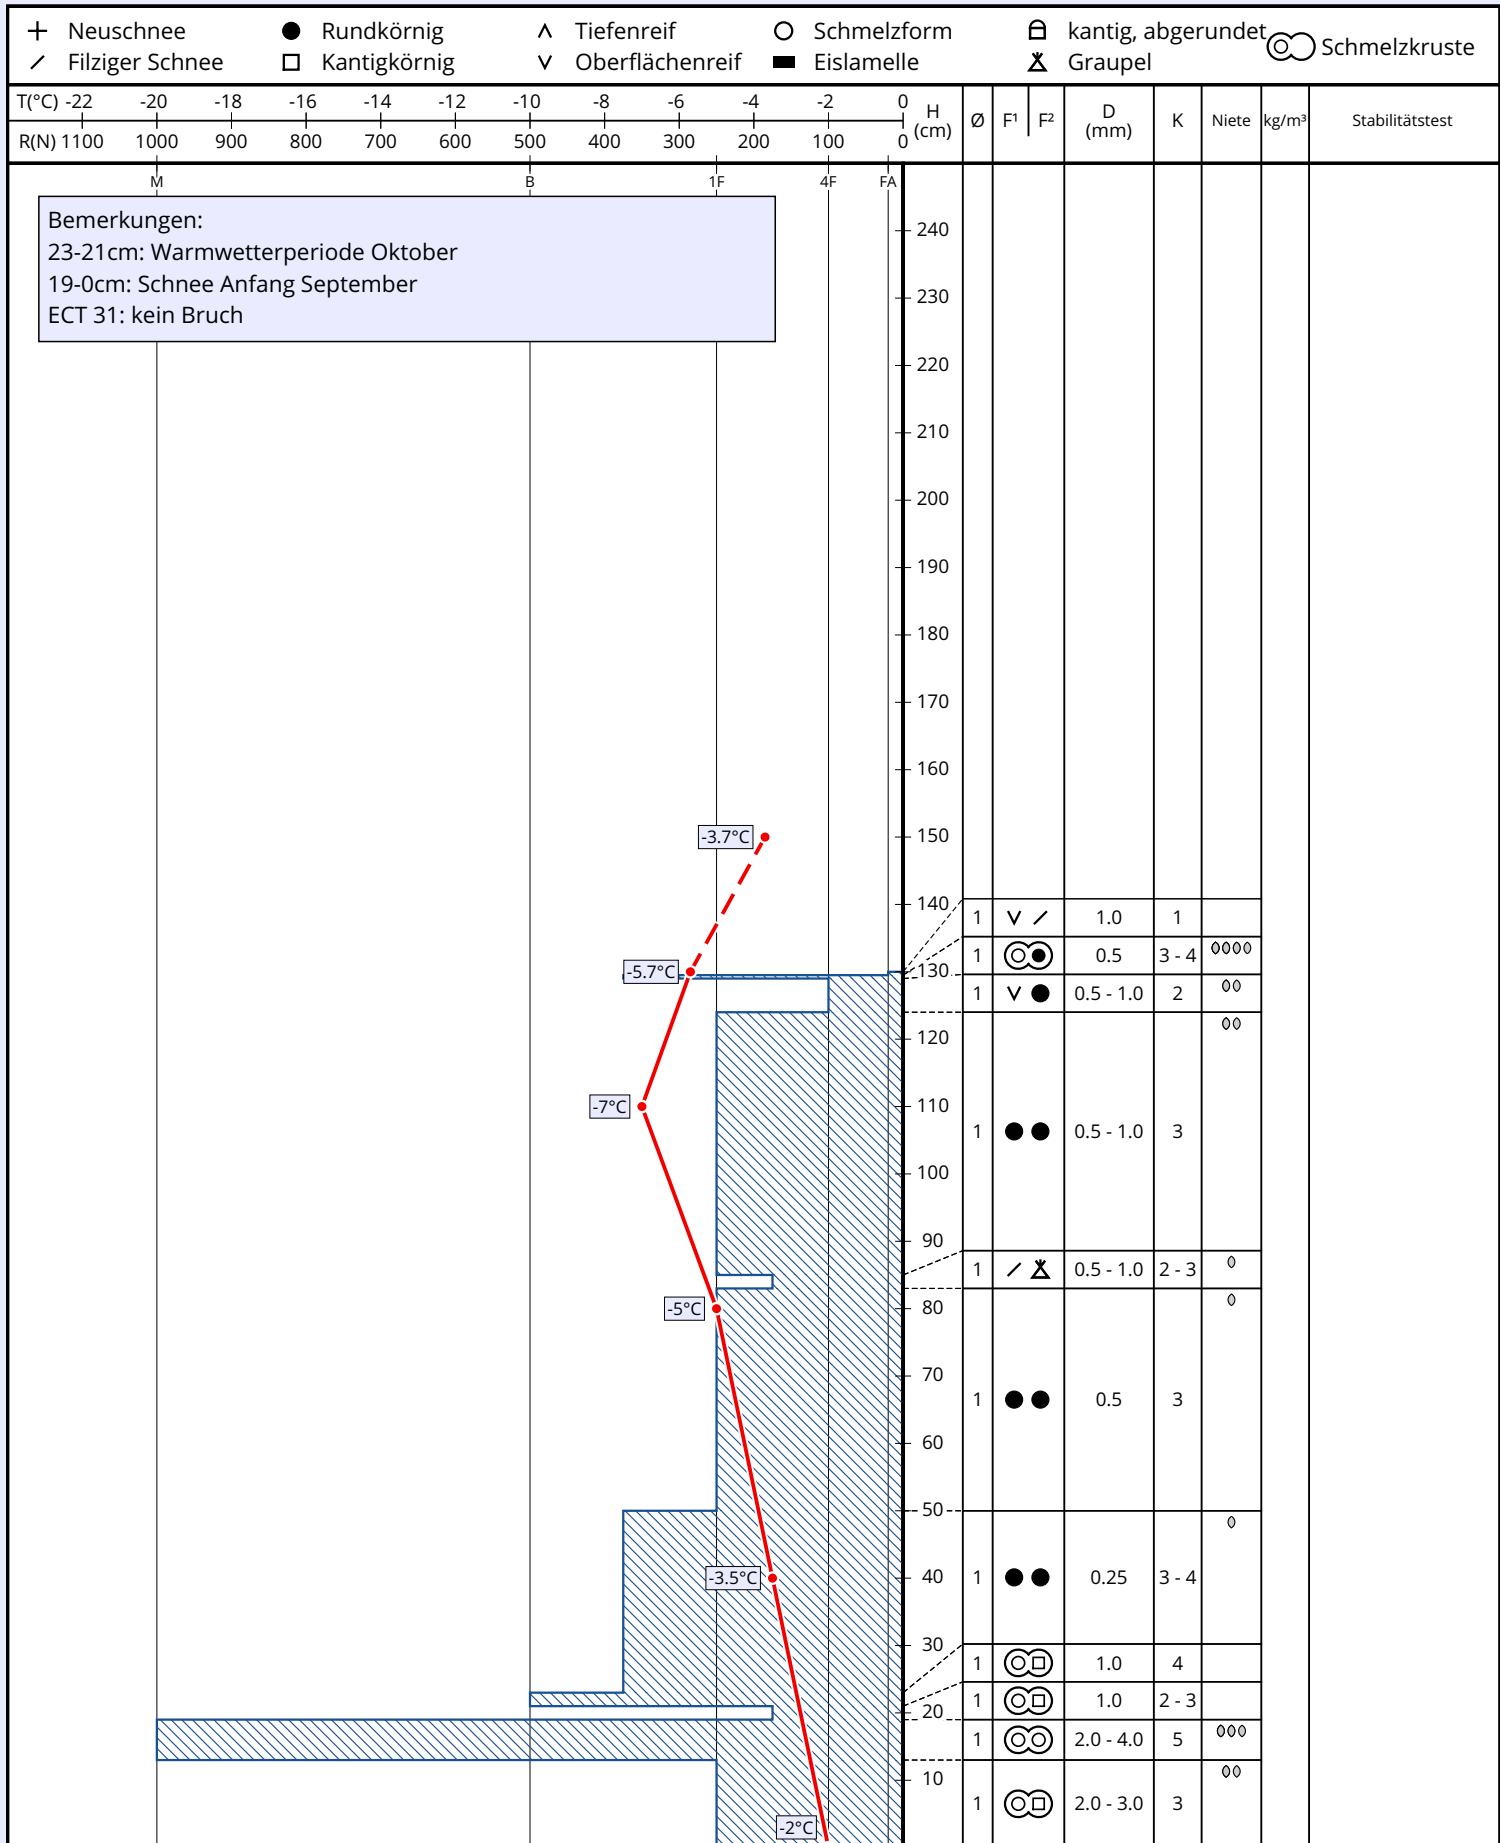 Neuschnee Rundkörnig Tiefenreif Schmelzform kantig, abgerundet Schmelzkruste
Filziger Schnee Kantigkörnig Oberflächenreif Eislamelle Graupel
T(°C) -22 -20 -18 -16 -14 -12 -10 -8 -6 -4 -2 0
R(N) 1100 1000 900 800 700 600 500 400 300 200 100 0
H (cm) Ø F¹ F² D (mm) K Niete kg/m³ Stabilitätstest
M B 1F 4F FA
Bemerkungen:
23-21cm: Warmwetterperiode Oktober
19-0cm: Schnee Anfang September
ECT 31: kein Bruch
240
230
220
210
200
190
180
170
160
-3.7°C 150
140
1 1.0 1
1 0.5 3 - 4
-5.7°C 130
1 0.5 - 1.0 2
120
-7°C 110
1 0.5 - 1.0 3
100
90
1 0.5 - 1.0 2 - 3
-5°C 80
70
1 0.5 3
60
50
-3.5°C 40 1 0.25 3 - 4
30
1 1.0 4
1 1.0 2 - 3
20
1 2.0 - 4.0 5
10
1 2.0 - 3.0 3
-2°C